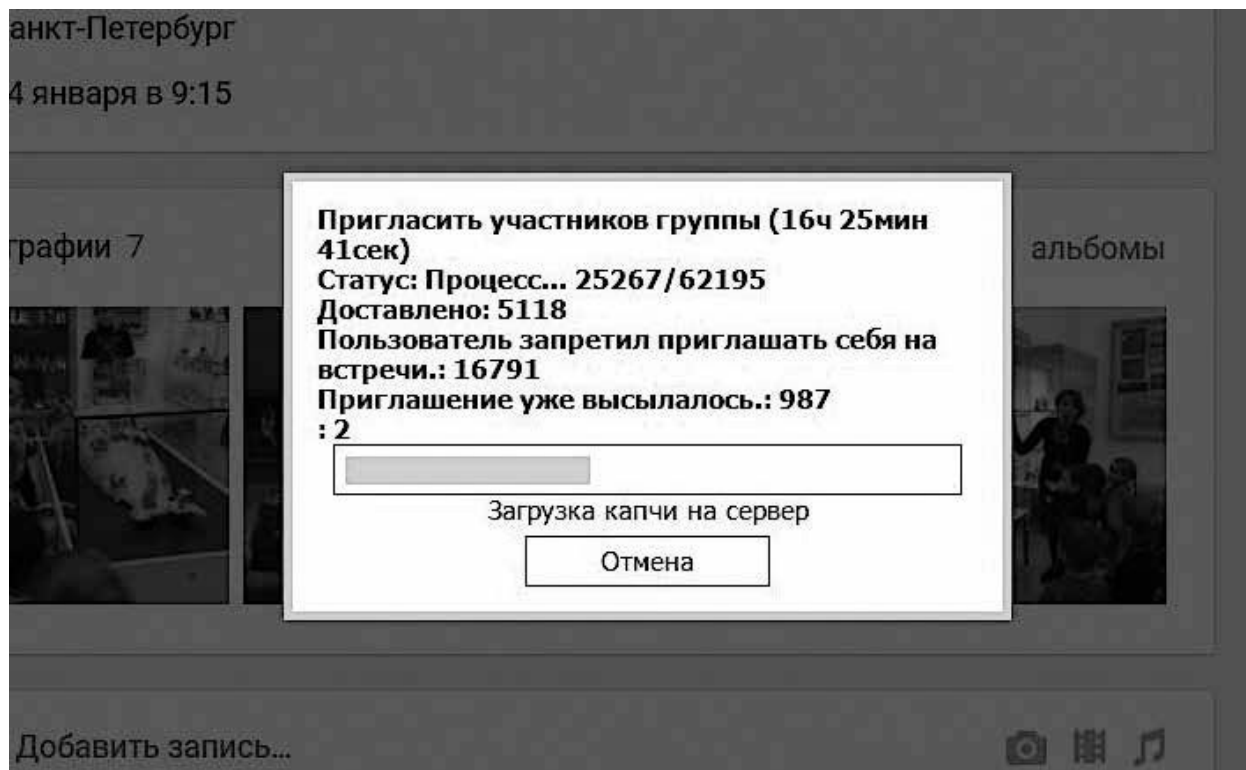 анкт-Петербург
4 января в 9:15
графии 7
альбомы
Пригласить участников группы (16ч 25мин
41сек)
Статус: Процесс... 25267/62195
Доставлено: 5118
Пользователь запретил приглашать себя на
встречи.: 16791
Приглашение уже высылалось.: 987
: 2
Загрузка капчи на сервер
Отмена
Добавить запись...